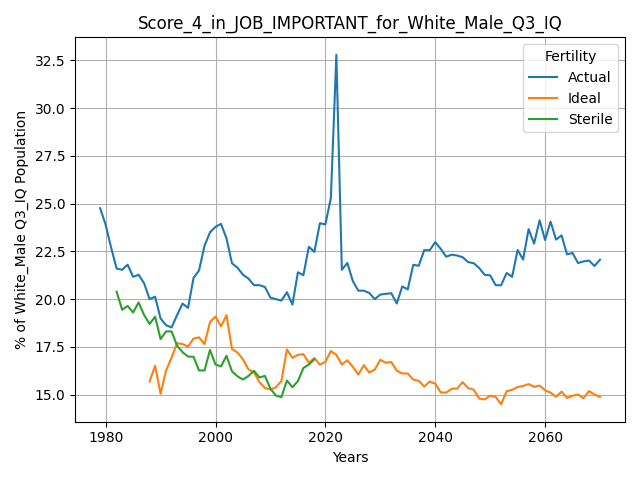 Score_4_in_JOB_IMPORTANT_for_White_Male_Q3_IQ
% of White_Male Q3_IQ Population
32.5
30.0
27.5
25.0
22.5
20.0
17.5
15.0
Fertility
Actual
Ideal
Sterile
1980
2000
2020
2040
2060
Years